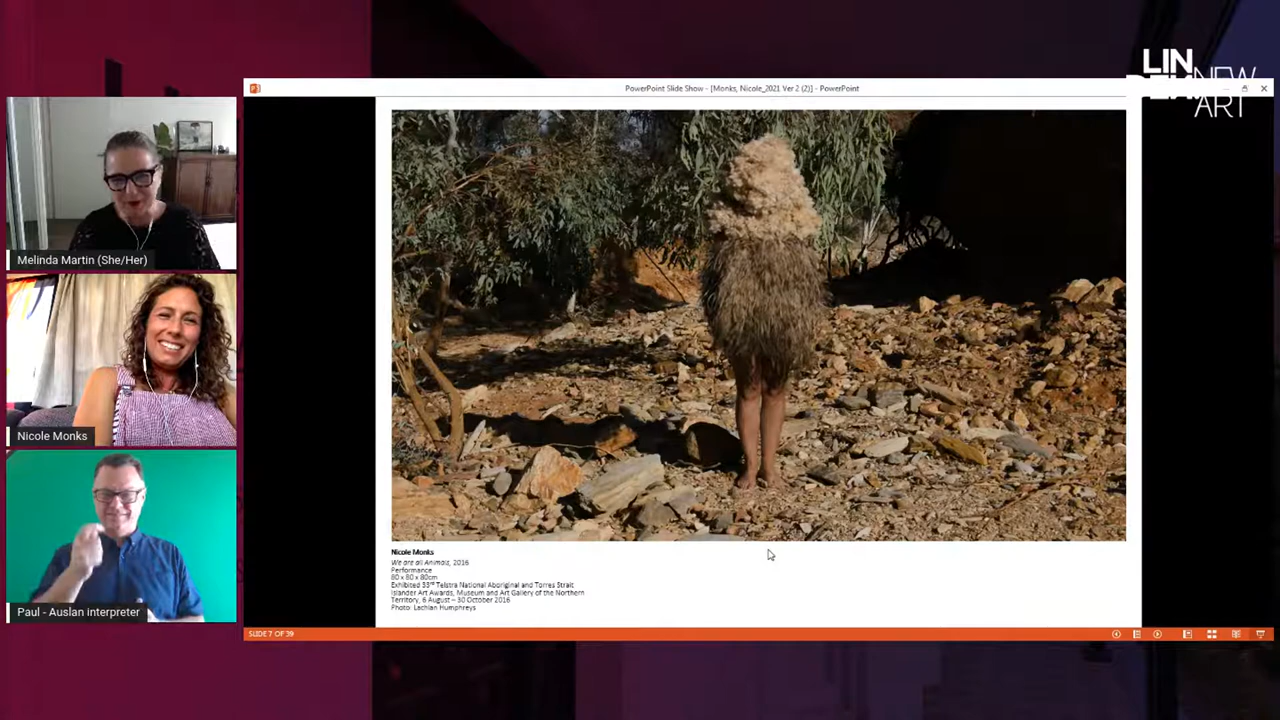 LIN
DEN NEW
ART
PowerPoint Slide Show - [Monks, Nicole_2021. Ver 2 (2)] - PowerPoint
Melinda Martin (She/Her)
Nicole Monks
Paul - Auslan interpreter
Nicole Monks
We are all Animals, 2016
Performance
80 x 80 x 80cm
Exhibited 33rd Telstra National Aboriginal and Torres Strait
Islander Art Awards, Museum and Art Gallery of the Northern
Territory, 6 August – 30 October 2016
Photo: Lachlan Humphreys
SLIDE 7 OF 39